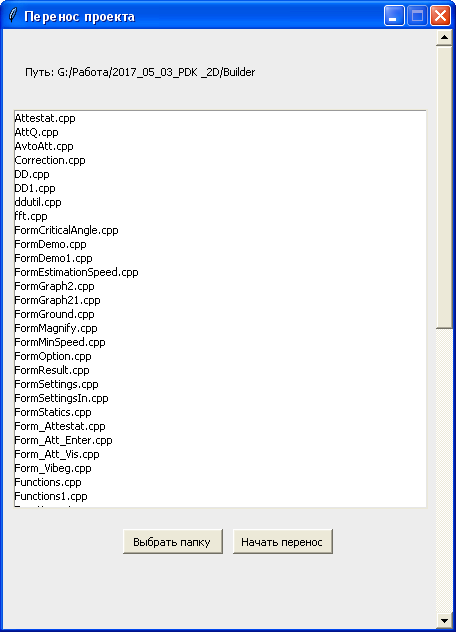 Перенос проекта
Путь: G:/Работа/2017_05_03_PDK _2D/Builder
Attestat.cpp
AttQ.cpp
AvtoAtt.cpp
Correction.cpp
DD.cpp
DD1.cpp
ddutil.cpp
fft.cpp
FormCriticalAngle.cpp
FormDemo.cpp
FormDemo1.cpp
FormEstimationSpeed.cpp
FormGraph2.cpp
FormGraph21.cpp
FormGround.cpp
FormMagnify.cpp
FormMinSpeed.cpp
FormOption.cpp
FormResult.cpp
FormSettings.cpp
FormSettingsIn.cpp
FormStatics.cpp
Form_Attestat.cpp
Form_Att_Enter.cpp
Form_Att_Vis.cpp
Form_Vibeg.cpp
Functions.cpp
Functions1.cpp
Выбрать папку
Начать перенос